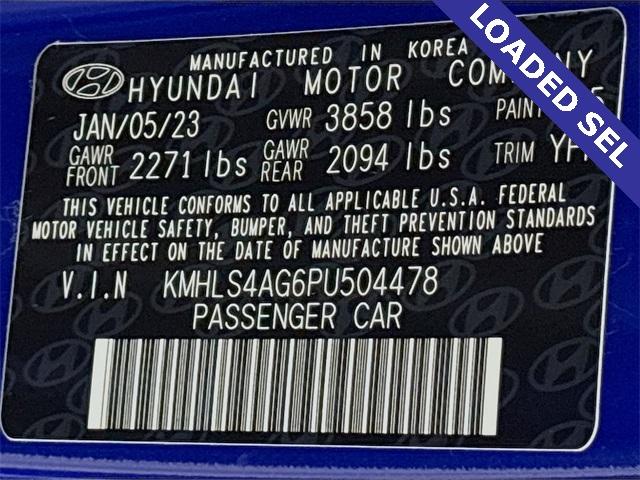 LOADED SEL
MANUFACTURED IN KOREA
HYUNDAI MOTOR
JAN/05/23 GVWR 3858 lbs PAINT
GAWR FRONT 2271 lbs GAWR REAR 2094 lbs TRIM
THIS VEHICLE CONFORMS TO ALL APPLICABLE U.S.A. FEDERAL
MOTOR VEHICLE SAFETY, BUMPER, AND THEFT PREVENTION STANDARDS
IN EFFECT ON THE DATE OF MANUFACTURE SHOWN ABOVE
V.I.N KMHLS4AG6PU504478
PASSENGER CAR